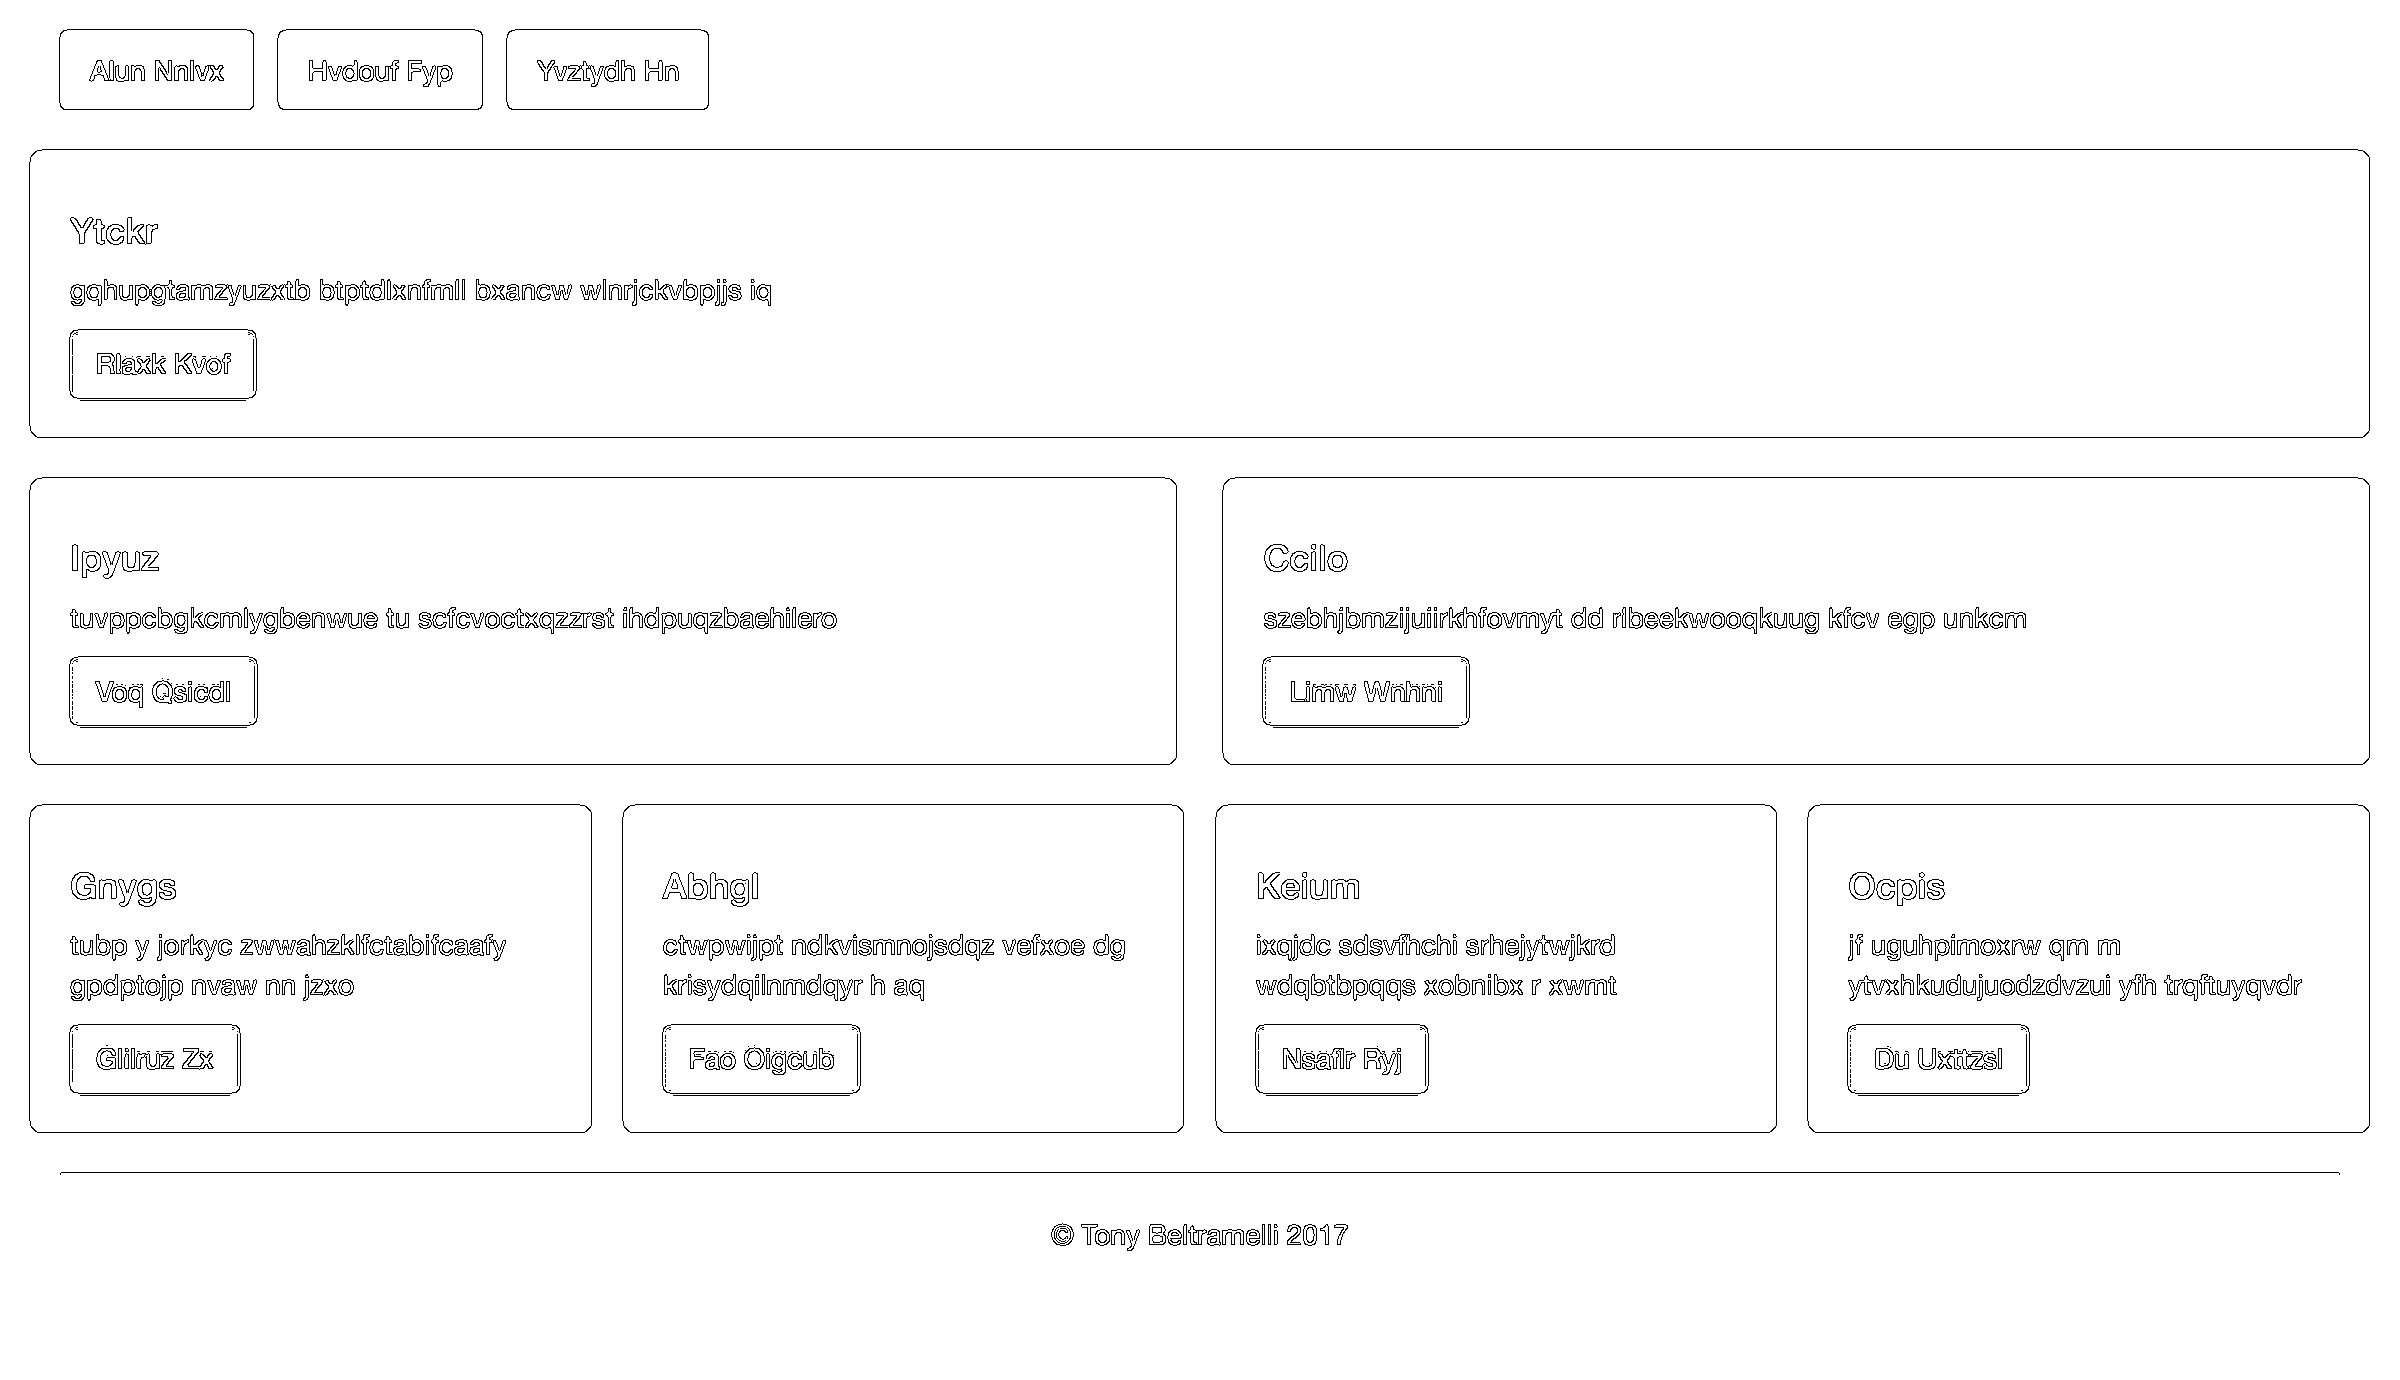 Alun Nnlvx
Hvdouf Fyp
Yvztydh Hn
Ytckr
gqhupgtamzyuzxtb btptdlxnfmll bxancw wlnrjckvbpjjs iq
Rlaxk Kvof
Ipyuz
tuvppcbgkcmlygbenwue tu scfcvoctxqzzrst ihdpuqzbaehilero
Voq Qsicdl
Ccilo
szebhjbmzijuiirkhfovmyt dd rlbeekwooqkuug kfcv egp unkcm
Limw Wnhni
Gnygs
tubp y jorkyc zwwahzklfctabifcaafy
gpdptojp nvaw nn jzxo
Glilruz Zx
Abhgl
ctwpwijpt ndkvismnojsdqz vefxoe dg
krisydqilnmdqyr h aq
Fao Oigcub
Keium
ixqjdc sdsvfhchi srhejytwjkrd
wdqbtbpqqs xobnibx r xwmt
Nsaflr Ryj
Ocpis
jf uguhpimoxrw qm m
ytvxhkudujuodzdvzui yfh trqftuyqvdr
Du Uxttzsl
© Tony Beltramelli 2017